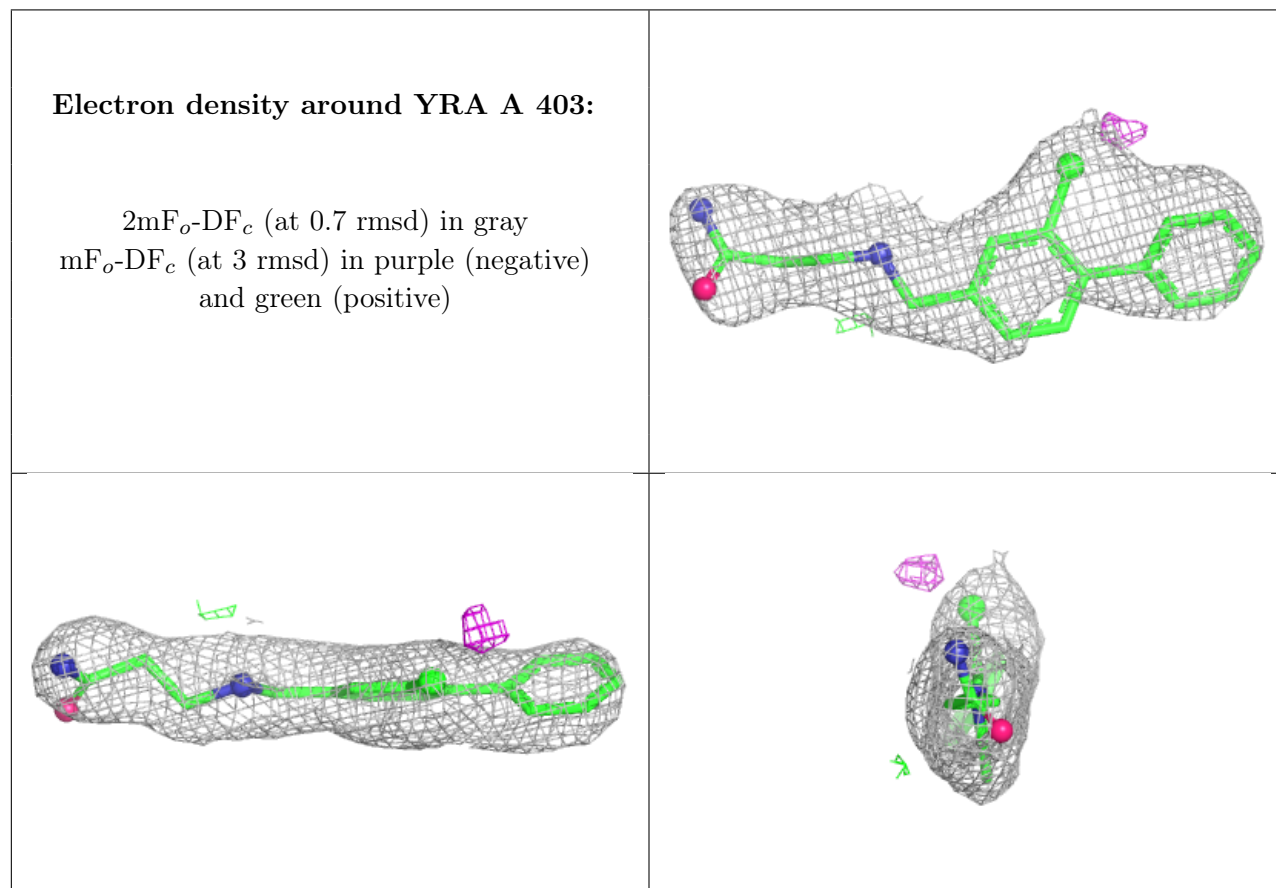 Electron density around YRA A 403:
2mFₒ-DF𝒸 (at 0.7 rmsd) in gray
mFₒ-DF𝒸 (at 3 rmsd) in purple (negative)
and green (positive)